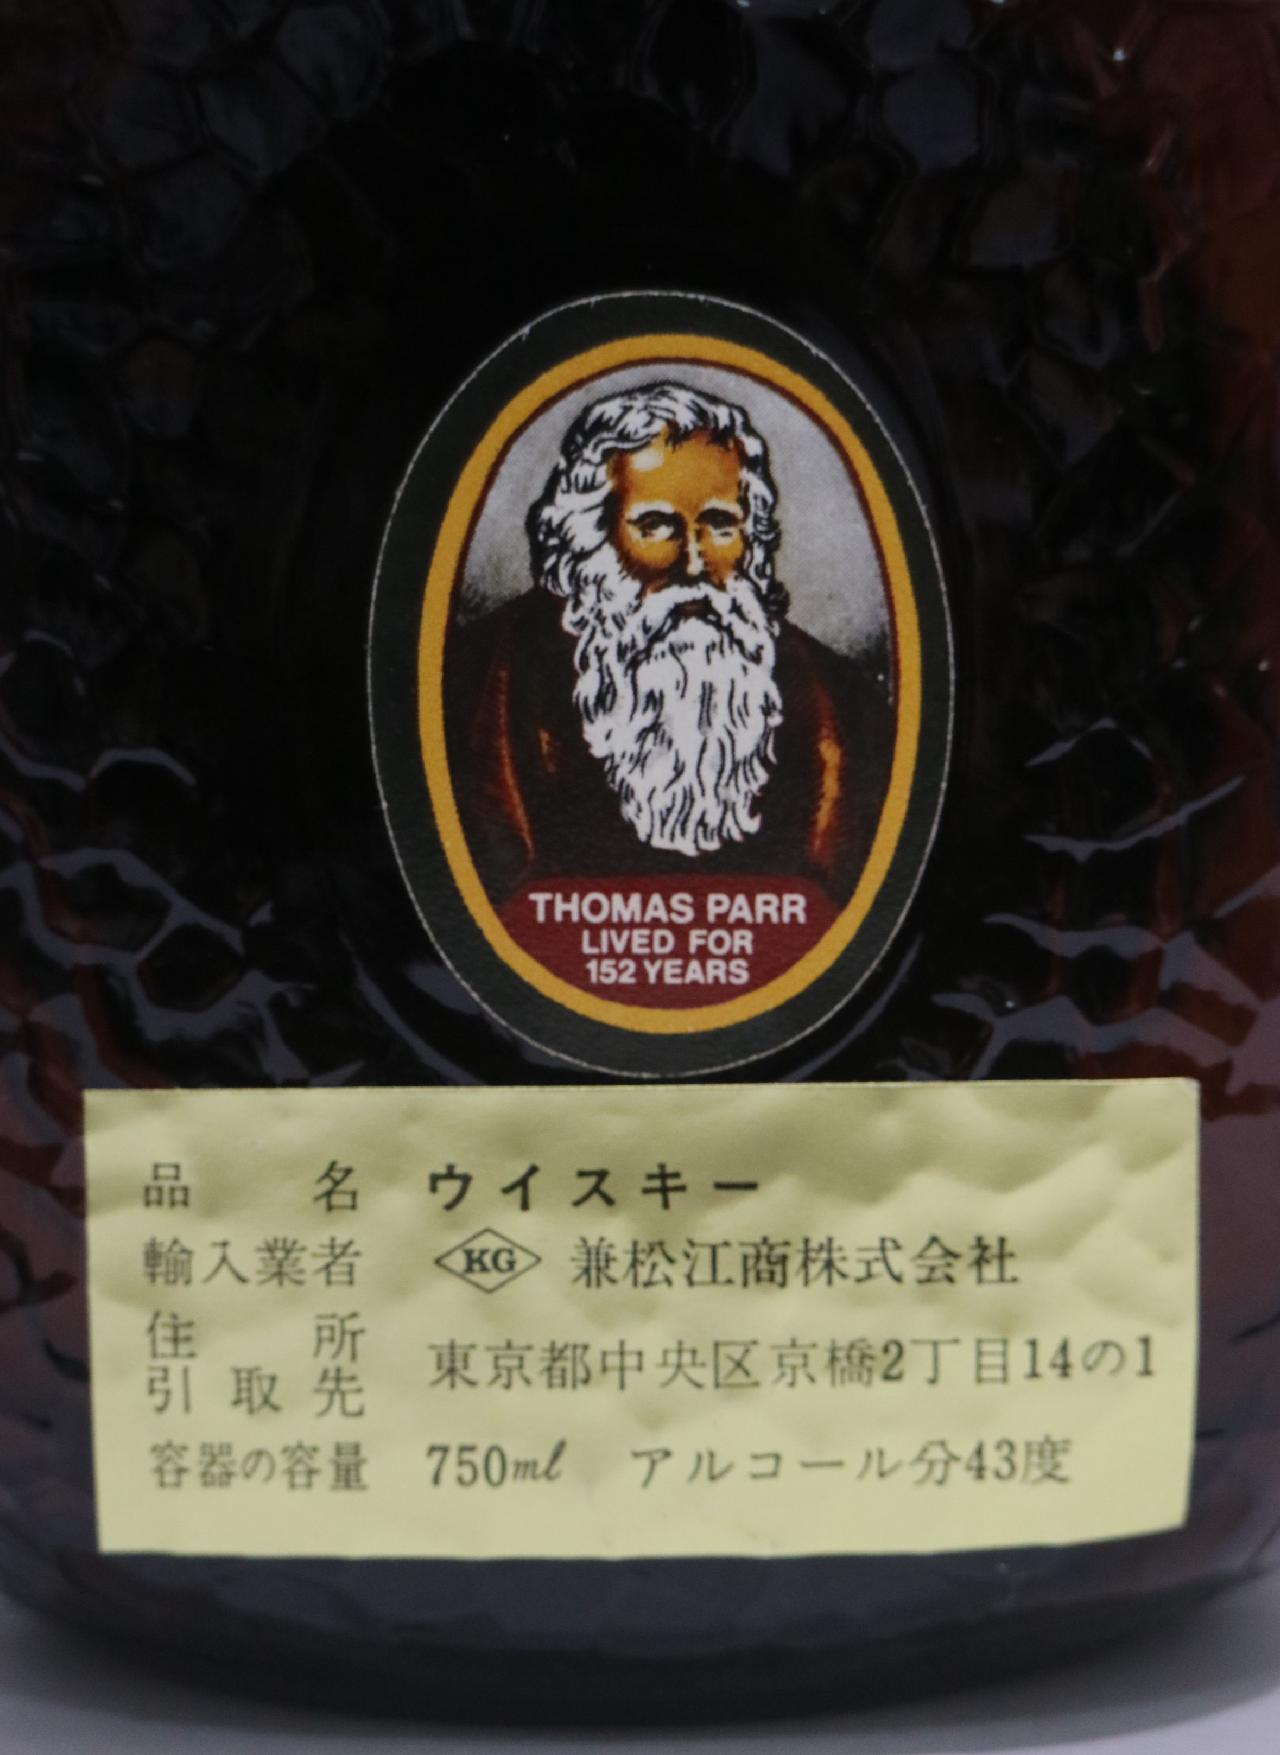 THOMAS PARR
LIVED FOR
152 YEARS
品名 ウイスキー
輸入業者 KG 兼松江商株式会社
住所
引取先 東京都中央区京橋2丁目14の1
容器の容量 750ml アルコール分43度